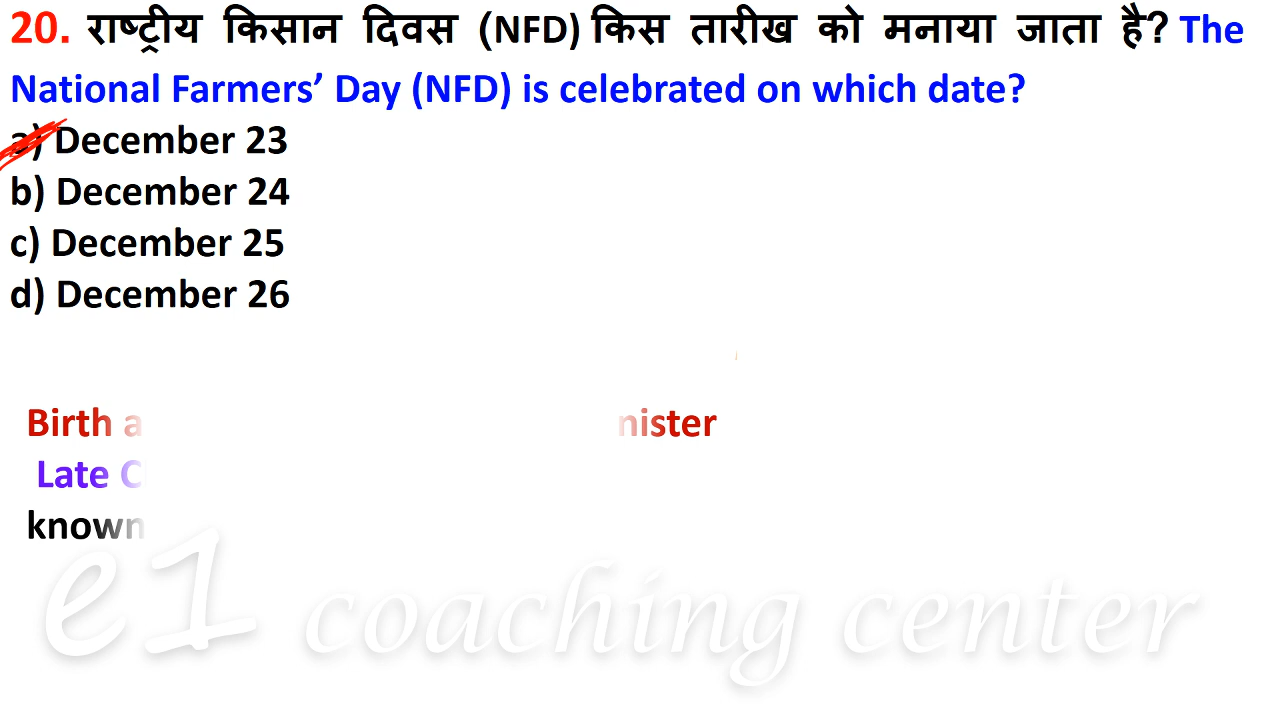 20. राष्ट्रीय किसान दिवस (NFD) किस तारीख को मनाया जाता है? The
National Farmers’ Day (NFD) is celebrated on which date?
a) December 23
b) December 24
c) December 25
d) December 26
Birth
Late
known
e1 coaching center